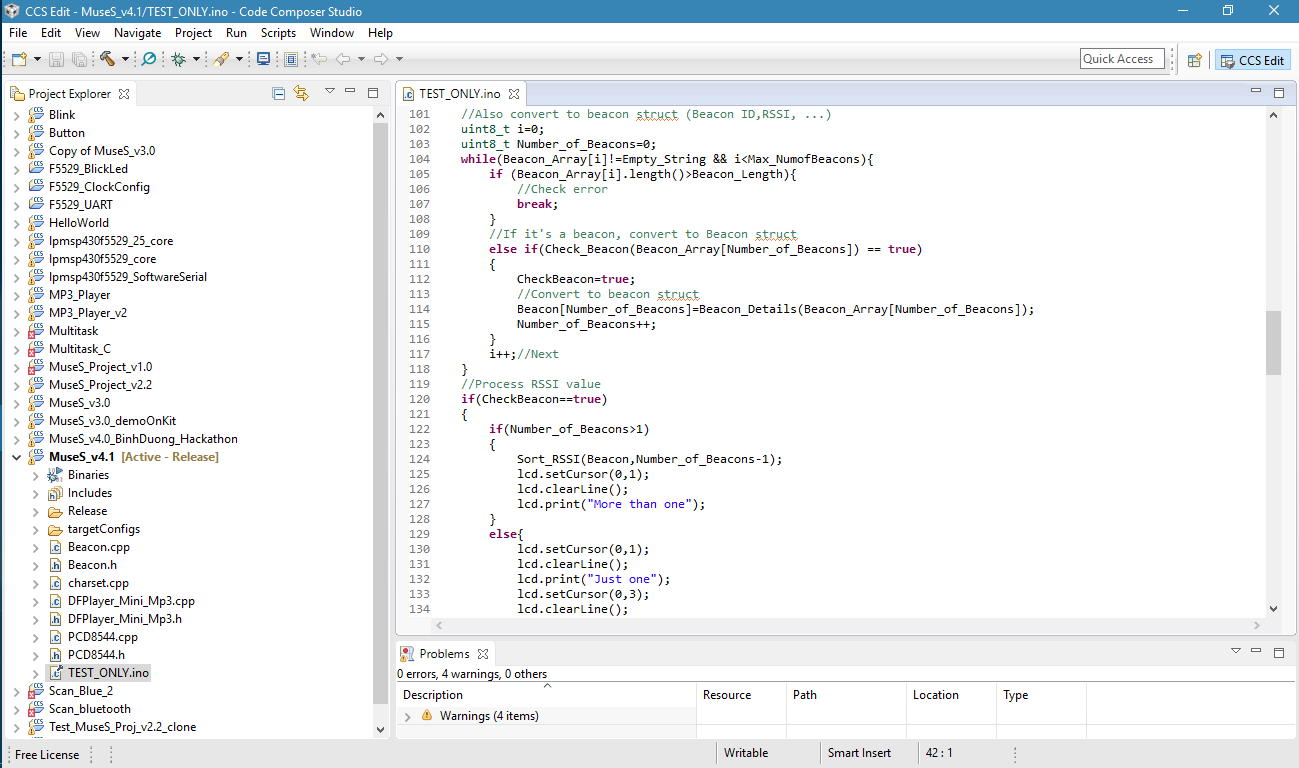 CCS Edit - MuseS_v4.1/TEST_ONLY.ino - Code Composer Studio
File Edit View Navigate Project Run Scripts Window Help
Quick Access
CCS Edit
Project Explorer
Blink
Button
Copy of MuseS_v3.0
F5529_BlickLed
F5529_ClockConfig
F5529_UART
HelloWorld
lpmsp430f5529_25_core
lpmsp430f5529_core
lpmsp430f5529_SoftwareSerial
MP3_Player
MP3_Player_v2
Multitask
Multitask_C
MuseS_Project_v1.0
MuseS_Project_v2.2
MuseS_v3.0
MuseS_v3.0_demoOnKit
MuseS_v4.0_BinhDuong_Hackathon
MuseS_v4.1 [Active - Release]
Binaries
Includes
Release
targetConfigs
Beacon.cpp
Beacon.h
charset.cpp
DFPlayer_Mini_Mp3.cpp
DFPlayer_Mini_Mp3.h
PCD8544.cpp
PCD8544.h
TEST_ONLY.ino
Scan_Blue_2
Scan_bluetooth
Test_MuseS_Proj_v2.2_clone
TEST_ONLY.ino
101 //Also convert to beacon struct (Beacon ID,RSSI, ...)
102 uint8_t i=0;
103 uint8_t Number_of_Beacons=0;
104 while(Beacon_Array[i]!=Empty_String && i<Max_NumofBeacons){
105 if (Beacon_Array[i].length()>Beacon_Length){
106 //Check error
107 break;
108 }
109 //If it's a beacon, convert to Beacon struct
110 else if(Check_Beacon(Beacon_Array[Number_of_Beacons]) == true)
111 {
112 CheckBeacon=true;
113 //Convert to beacon struct
114 Beacon[Number_of_Beacons]=Beacon_Details(Beacon_Array[Number_of_Beacons]);
115 Number_of_Beacons++;
116 }
117 i++;//Next
118 }
119 //Process RSSI value
120 if(CheckBeacon==true)
121 {
122 if(Number_of_Beacons>1)
123 {
124 Sort_RSSI(Beacon,Number_of_Beacons-1);
125 lcd.setCursor(0,1);
126 lcd.clearLine();
127 lcd.print("More than one");
128 }
129 else{
130 lcd.setCursor(0,1);
131 lcd.clearLine();
132 lcd.print("Just one");
133 lcd.setCursor(0,3);
134 lcd.clearLine();
Problems
0 errors, 4 warnings, 0 others
Description Resource Path Location Type
Warnings (4 items)
Free License Writable Smart Insert 42 : 1